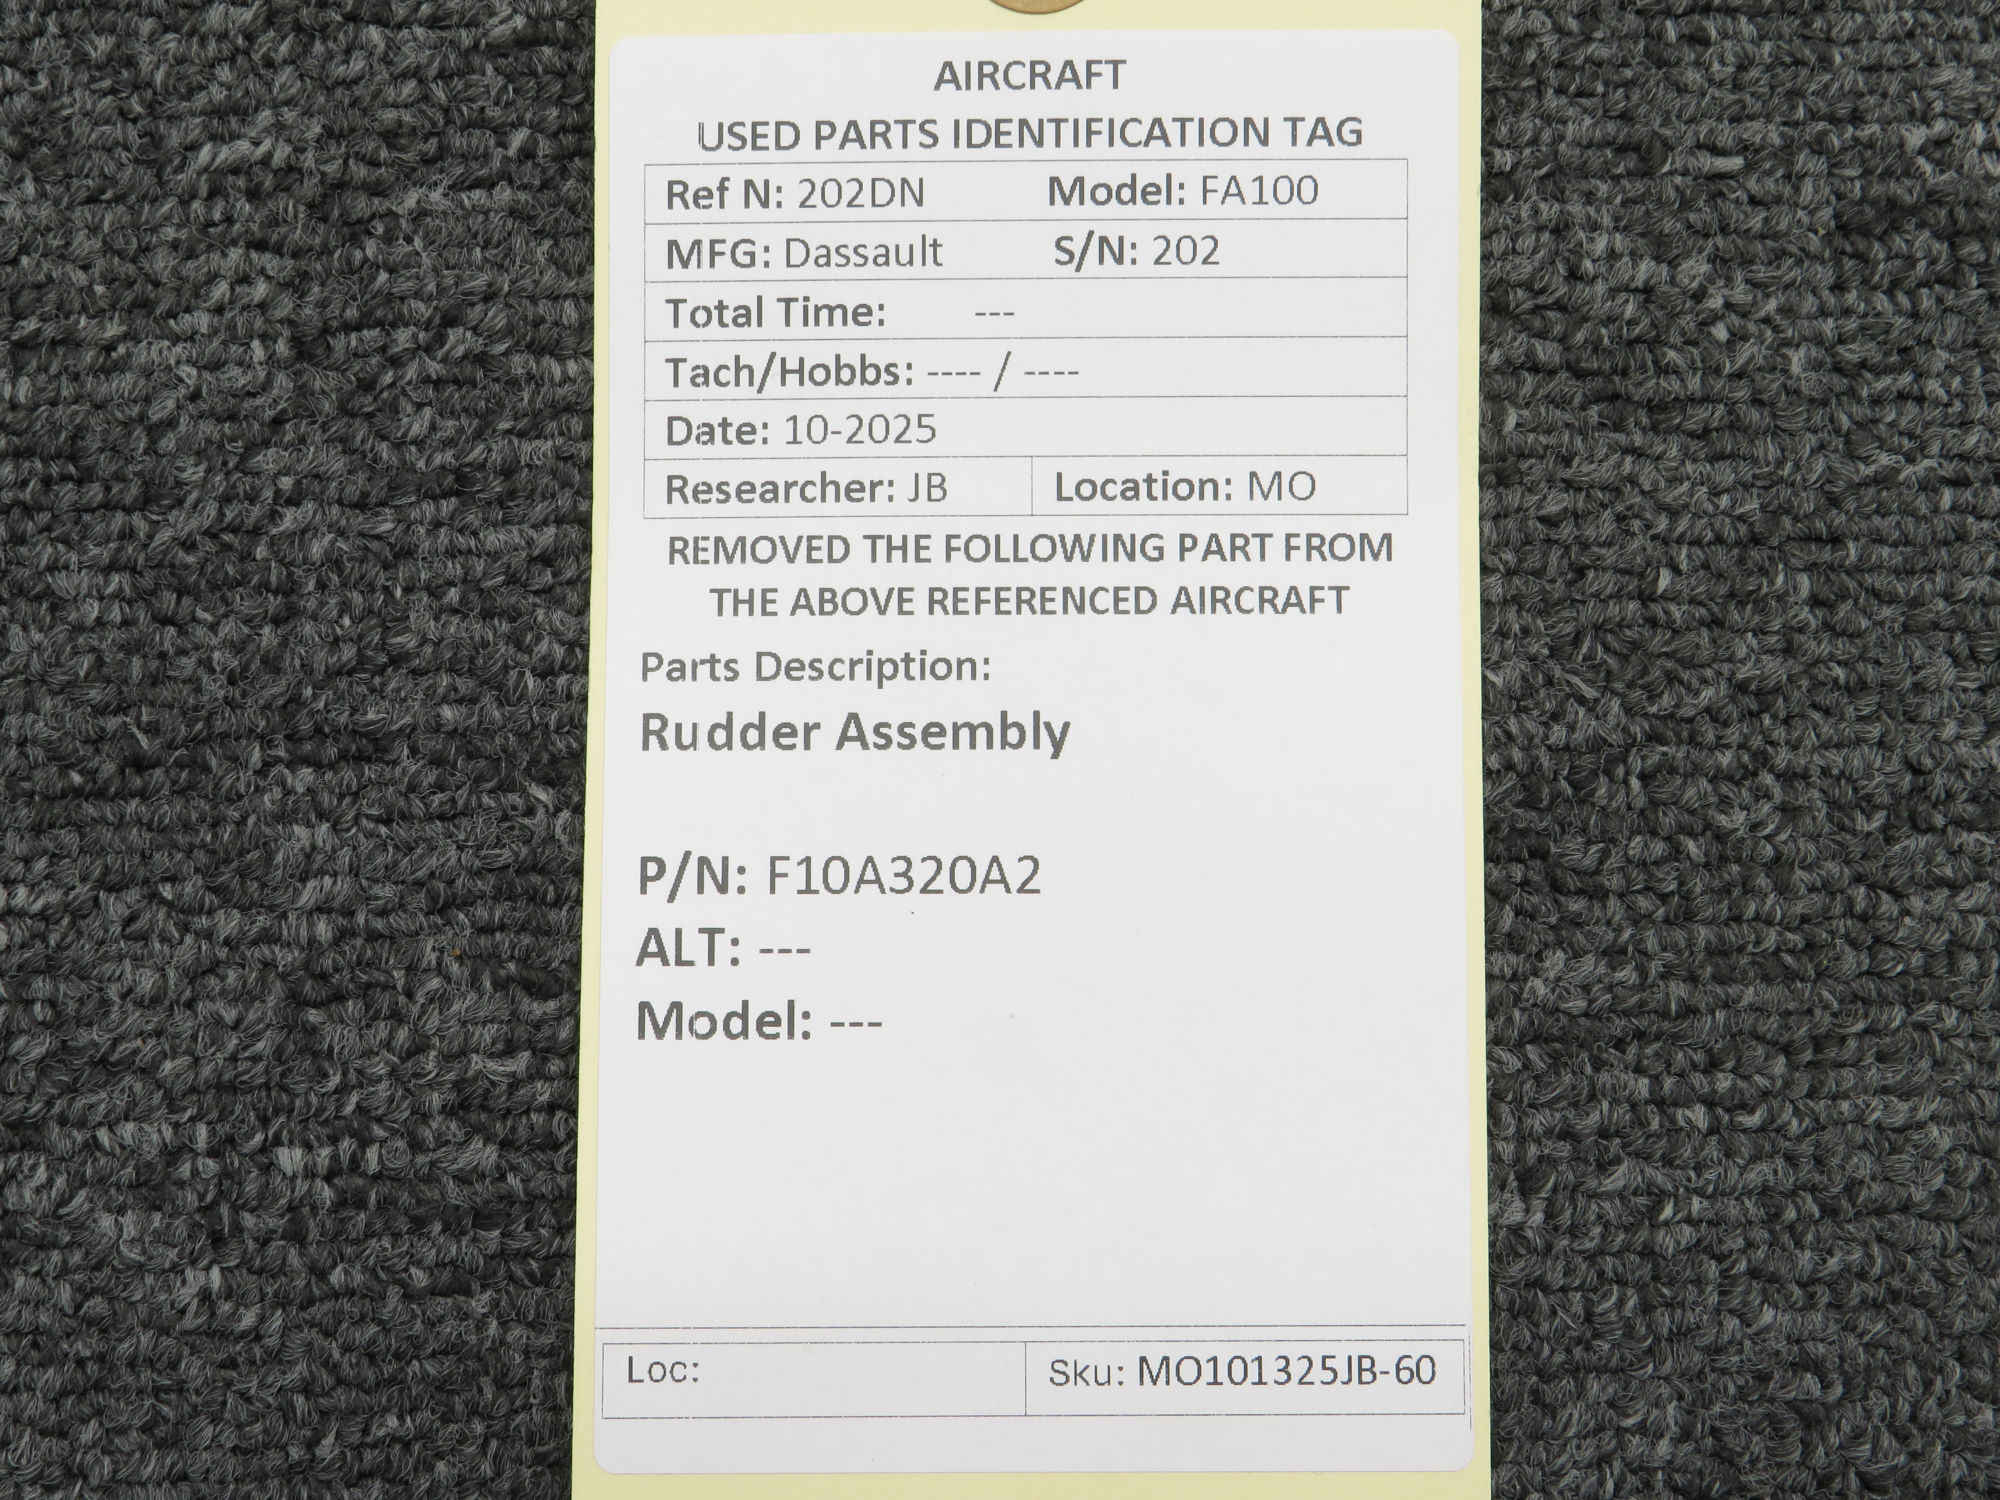 AIRCRAFT
USED PARTS IDENTIFICATION TAG
Ref N: 202DN Model: FA100
MFG: Dassault S/N: 202
Total Time: ---
Tach/Hobbs: ---- / ----
Date: 10-2025
Researcher: JB Location: MO
REMOVED THE FOLLOWING PART FROM
THE ABOVE REFERENCED AIRCRAFT
Parts Description:
Rudder Assembly
P/N: F10A320A2
ALT: ---
Model: ---
Loc: Sku: MO101325JB-60